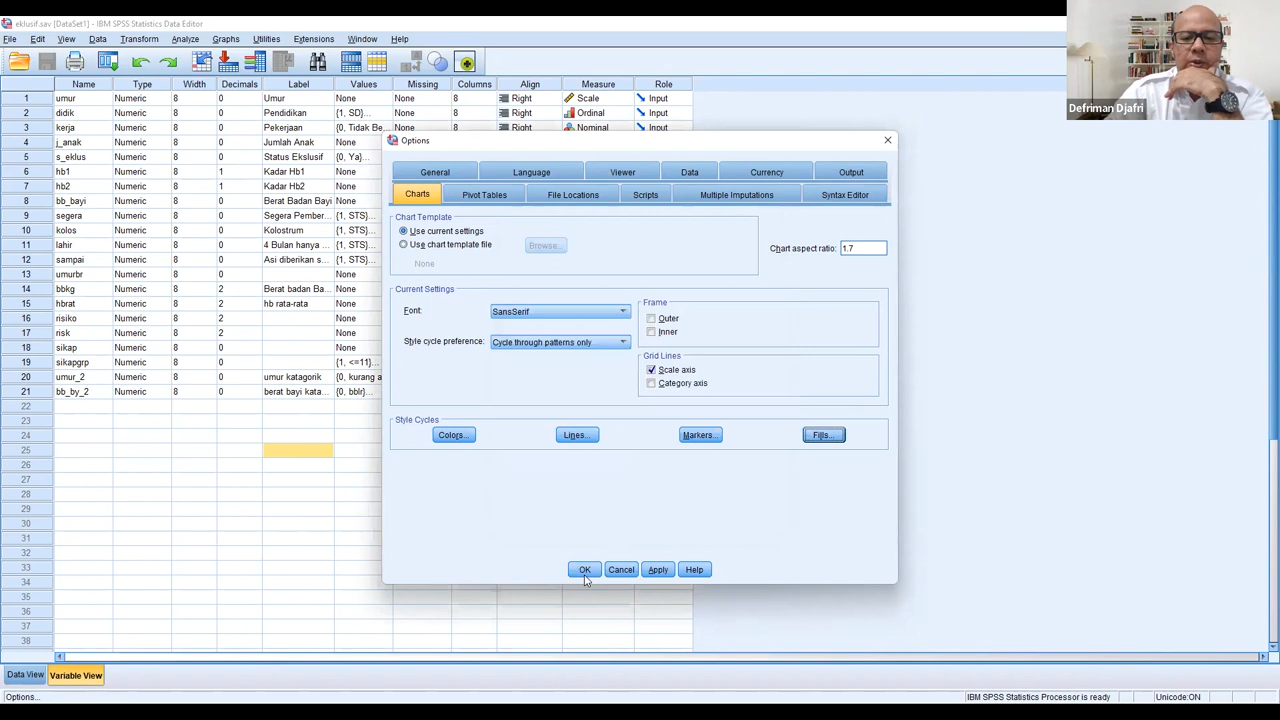 eklusif.sav [DataSet1] - IBM SPSS Statistics Data Editor
File Edit View Data Transform Analyze Graphs Utilities Extensions Window Help
Name Type Width Decimals Label Values Missing Columns Align Measure Role
1 umur Numeric 8 0 Umur None None 8 Right Scale Input
2 didik Numeric 8 0 Pendidikan {1, SD}... None 8 Right Ordinal Input
3 kerja Numeric 8 0 Pekerjaan {0, Tidak Be... None 8 Right Nominal Input
4 j_anak Numeric 8 0 Jumlah Anak None
5 s_eklus Numeric 8 0 Status Ekslusif {0, Ya}...
6 hb1 Numeric 8 1 Kadar Hb1 None
7 hb2 Numeric 8 1 Kadar Hb2 None
8 bb_bayi Numeric 8 0 Berat Badan Bayi None
9 segera Numeric 8 0 Segera Pember... {1, STS}...
10 kolos Numeric 8 0 Kolostrum {1, STS}...
11 lahir Numeric 8 0 4 Bulan hanya ... {1, STS}...
12 sampai Numeric 8 0 Asi diberikan s... {1, STS}...
13 umurbr Numeric 8 0 None
14 bbkg Numeric 8 2 Berat badan Ba... None
15 hbrat Numeric 8 2 hb rata-rata None
16 risiko Numeric 8 2 None
17 risk Numeric 8 2 None
18 sikap Numeric 8 0 None
19 sikapgrp Numeric 8 0 {1, <=11}...
20 umur_2 Numeric 8 0 umur katagorik {0, kurang a
21 bb_by_2 Numeric 8 0 berat bayi kata... {0, bblr}...
22
23
24
25
26
27
28
29
30
31
32
33
34
35
36
37
38
Options
General Language Viewer Data Currency Output
Charts Pivot Tables File Locations Scripts Multiple Imputations Syntax Editor
Chart Template
Use current settings
Use chart template file Browse...
None
Chart aspect ratio: 1.7
Current Settings
Font: SansSerif
Style cycle preference: Cycle through patterns only
Frame
Outer
Inner
Grid Lines
Scale axis
Category axis
Style Cycles
Colors... Lines... Markers... Fills...
OK Cancel Apply Help
Data View Variable View
Options... IBM SPSS Statistics Processor is ready Unicode:ON
Defriman Djafri